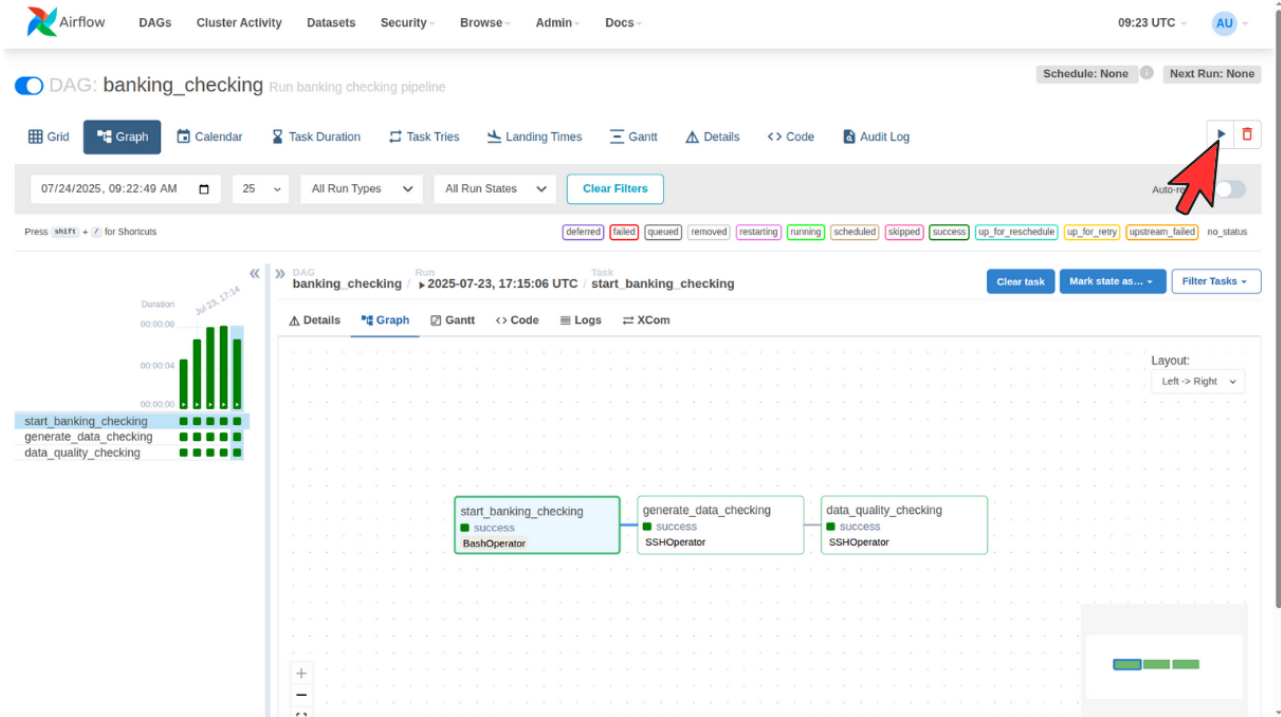 Airflow DAGs Cluster Activity Datasets Security Browse Admin Docs 09:23 UTC AU
DAG: banking_checking Run banking checking pipeline Schedule: None Next Run: None
Grid Graph Calendar Task Duration Task Tries Landing Times Gantt Details <> Code Audit Log
07/24/2025, 09:22:49 AM 25 All Run Types All Run States Clear Filters
Press shift + / for Shortcuts deferred failed queued removed restarting running scheduled skipped success up_for_reschedule up_for_retry upstream_failed no_status
DAG Run Task
banking_checking / 2025-07-23, 17:15:06 UTC / start_banking_checking Clear task Mark state as... Filter Tasks
Duration Jul 23, 17:14
00:00:08
00:00:04
00:00:00
start_banking_checking
generate_data_checking
data_quality_checking
Details Graph Gantt <> Code Logs XCom
Layout:
Left -> Right
start_banking_checking
success
BashOperator
generate_data_checking
success
SSHOperator
data_quality_checking
success
SSHOperator